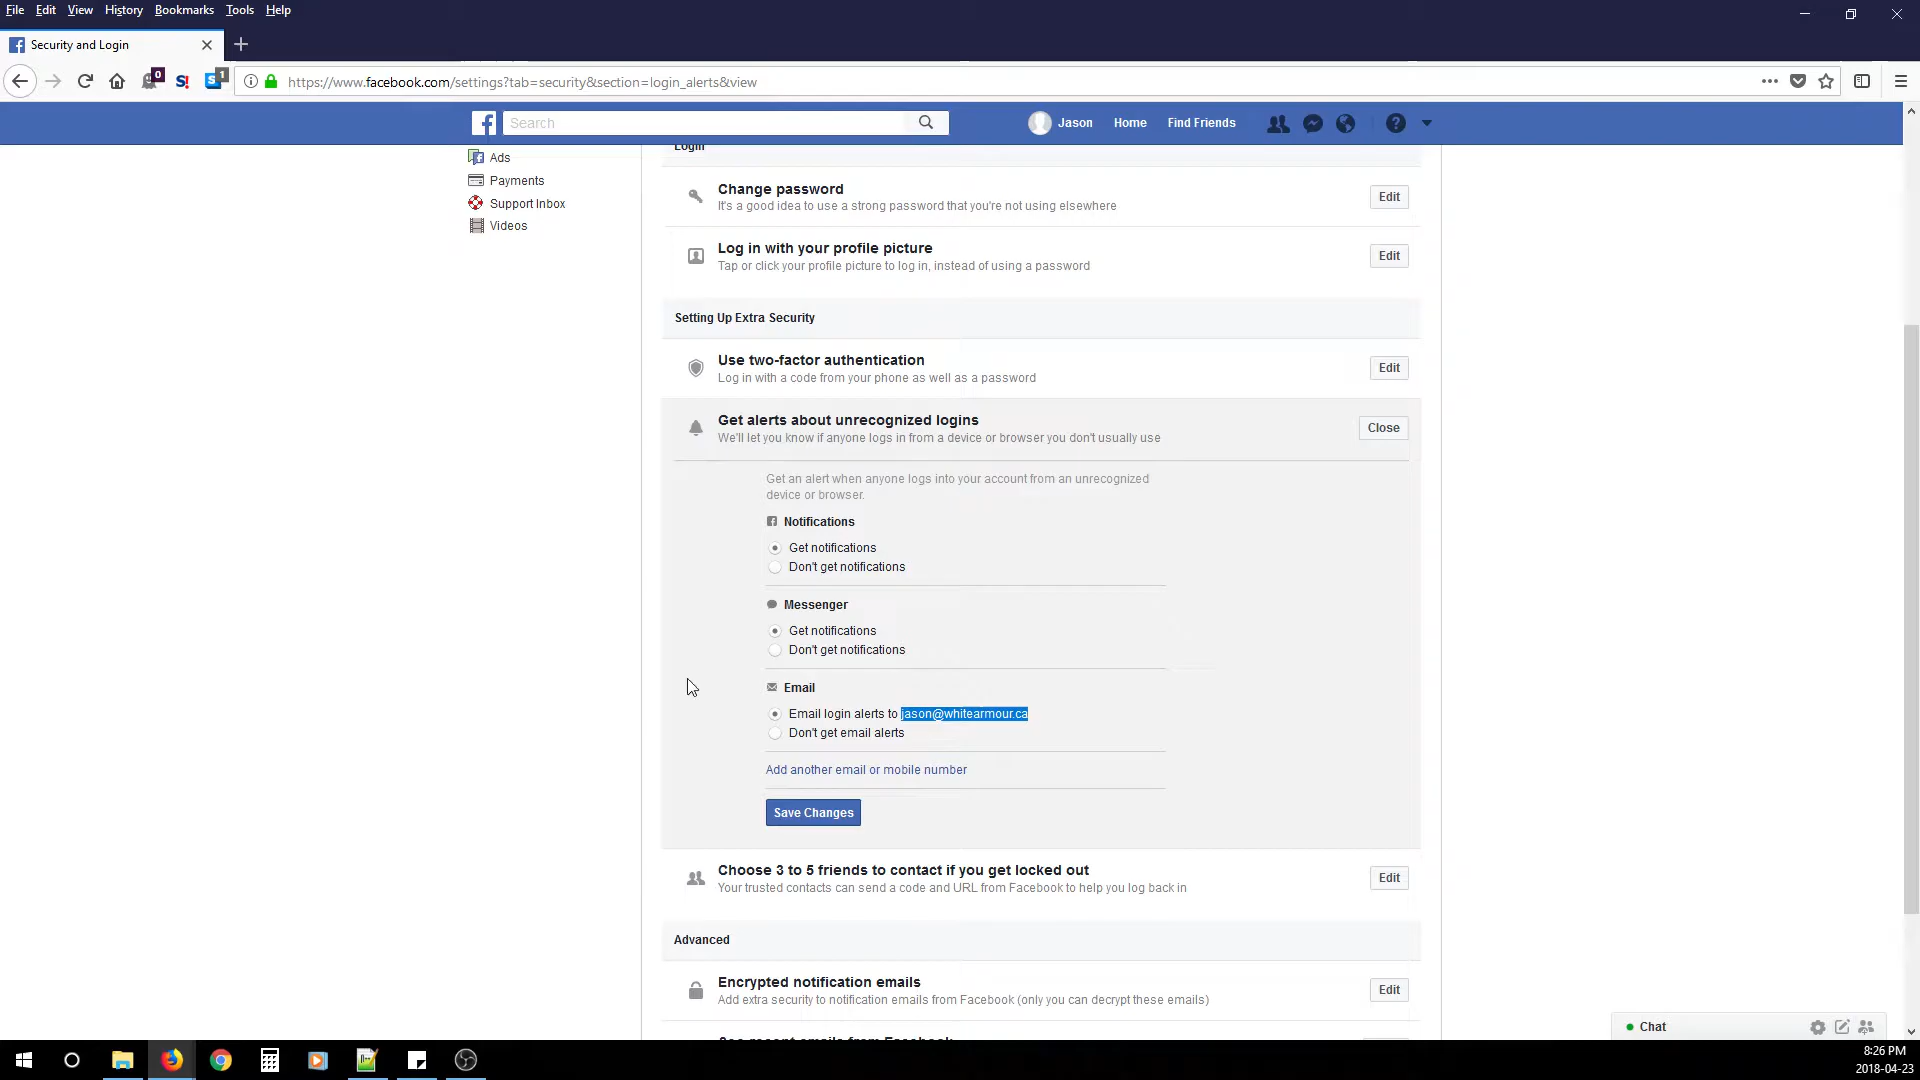 File Edit View History Bookmarks Tools Help
Security and Login
0 S! 1 https://www.facebook.com/settings?tab=security&section=login_alerts&view
Search Jason Home Find Friends
Login
Ads
Payments
Support Inbox
Videos
Change password
It's a good idea to use a strong password that you're not using elsewhere
Edit
Log in with your profile picture
Tap or click your profile picture to log in, instead of using a password
Edit
Setting Up Extra Security
Use two-factor authentication
Log in with a code from your phone as well as a password
Edit
Get alerts about unrecognized logins
We'll let you know if anyone logs in from a device or browser you don't usually use
Close
Get an alert when anyone logs into your account from an unrecognized
device or browser.
Notifications
Get notifications
Don't get notifications
Messenger
Get notifications
Don't get notifications
Email
Email login alerts to jason@whitearmour.ca
Don't get email alerts
Add another email or mobile number
Save Changes
Choose 3 to 5 friends to contact if you get locked out
Your trusted contacts can send a code and URL from Facebook to help you log back in
Edit
Advanced
Encrypted notification emails
Add extra security to notification emails from Facebook (only you can decrypt these emails)
Edit
See recent emails from Facebook
Chat
8:26 PM
2018-04-23